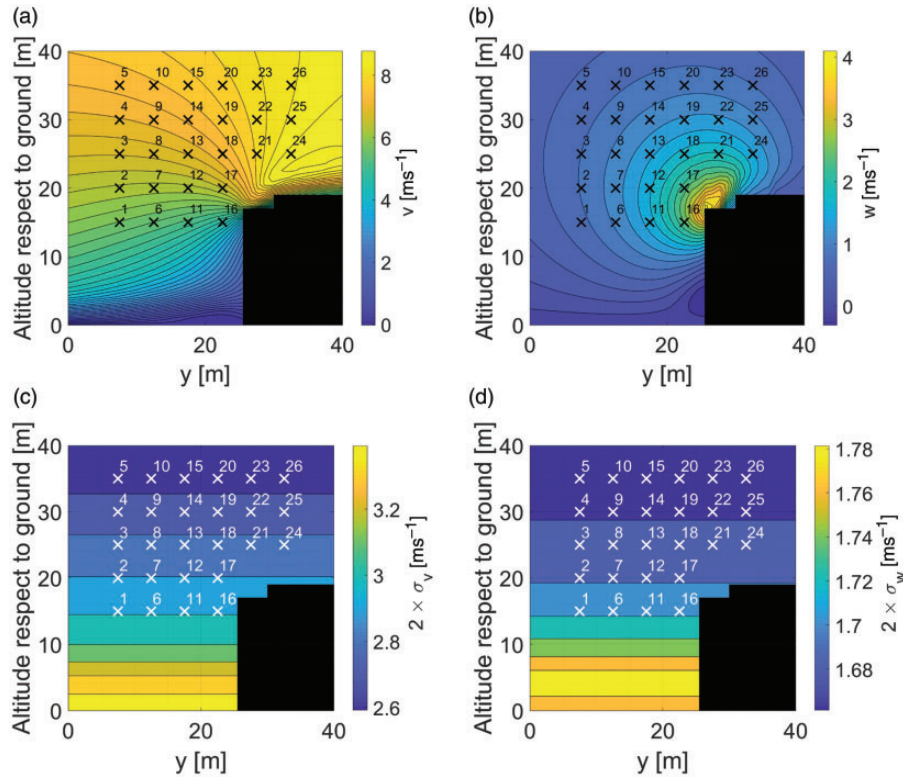 (a)
Altitude respect to ground [m]
40
30
20
10
0
5 10 15 20 23 26
4 9 14 19 22 25
3 8 13 18 21 24
2 7 12 17
1 6 11 16
0 20 40
y [m]
8
6
4
2
0
v [ms⁻¹]
(b)
Altitude respect to ground [m]
40
30
20
10
0
5 10 15 20 23 26
4 9 14 19 22 25
3 8 13 18 21 24
2 7 12 17
1 6 11 16
0 20 40
y [m]
4
3
2
1
0
w [ms⁻¹]
(c)
Altitude respect to ground [m]
40
30
20
10
0
5 10 15 20 23 26
4 9 14 19 22 25
3 8 13 18 21 24
2 7 12 17
1 6 11 16
0 20 40
y [m]
3.2
3
2.8
2.6
2 × σᵥ [ms⁻¹]
(d)
Altitude respect to ground [m]
40
30
20
10
0
5 10 15 20 23 26
4 9 14 19 22 25
3 8 13 18 21 24
2 7 12 17
1 6 11 16
0 20 40
y [m]
1.78
1.76
1.74
1.72
1.7
1.68
2 × σ_w [ms⁻¹]